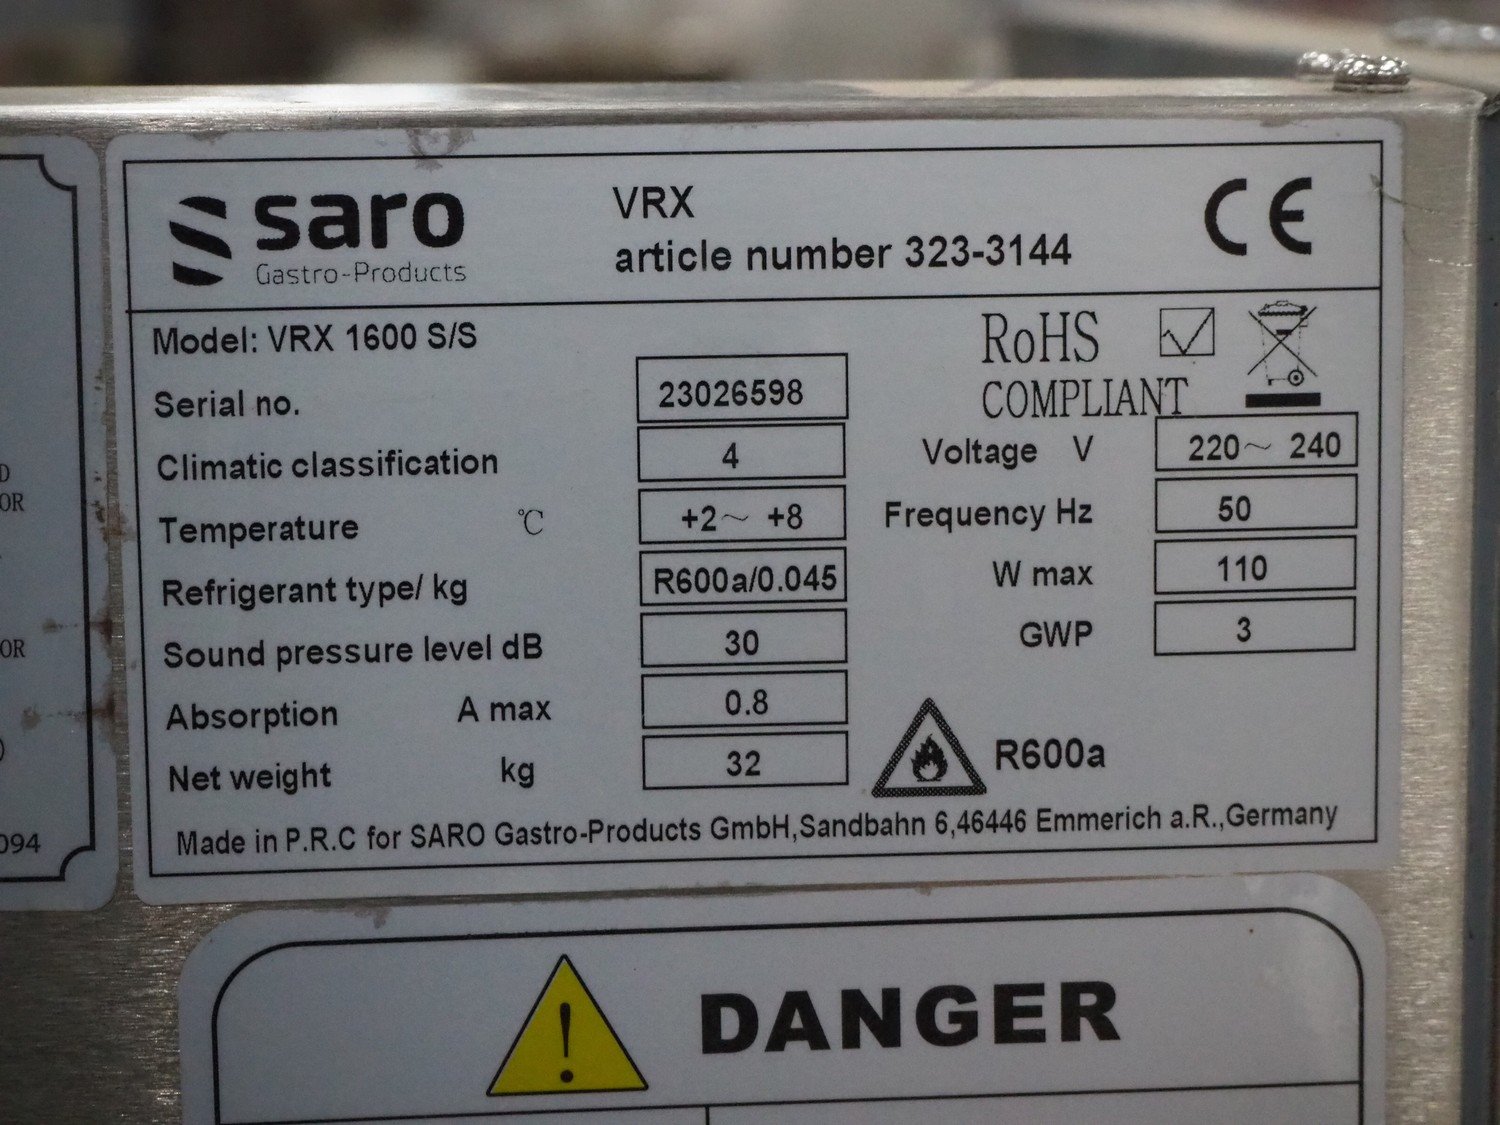 saro
Gastro-Products
VRX
article number 323-3144
CE
Model: VRX 1600 S/S
RoHS
COMPLIANT
Serial no. 23026598
Climatic classification 4
Voltage V 220~ 240
Temperature ℃ +2~ +8
Frequency Hz 50
Refrigerant type/ kg R600a/0.045
W max 110
Sound pressure level dB 30
GWP 3
Absorption A max 0.8
Net weight kg 32
R600a
Made in P.R.C for SARO Gastro-Products GmbH,Sandbahn 6,46446 Emmerich a.R.,Germany
OR
OR
094
! DANGER